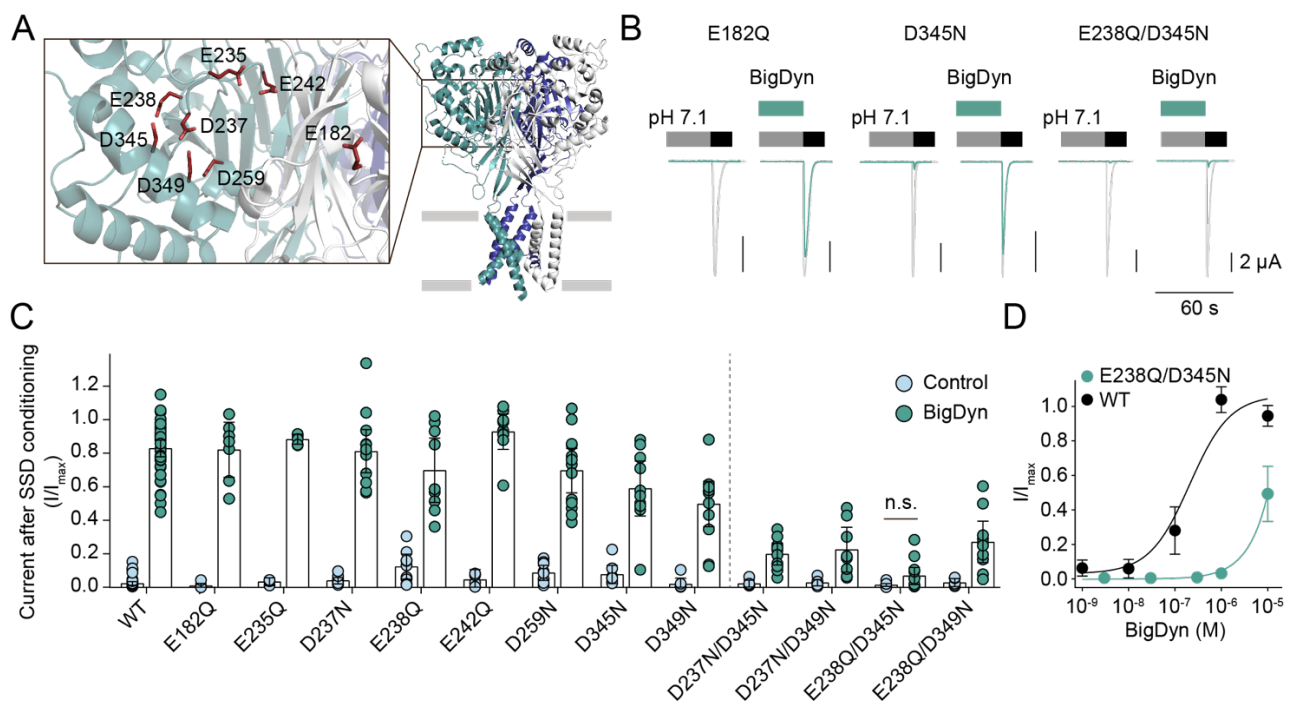 A
E235
E242
E238
D237
E182
D345
D349
D259
B
E182Q
D345N
E238Q/D345N
BigDyn
BigDyn
BigDyn
pH 7.1
pH 7.1
pH 7.1
2 µA
60 s
C
Current after SSD conditioning
(I/Imax)
1.2
1.0
0.8
0.6
0.4
0.2
0.0
Control
BigDyn
n.s.
WT
E182Q
E235Q
D237N
E238Q
E242Q
D259N
D345N
D349N
D237N/D345N
D237N/D349N
E238Q/D345N
E238Q/D349N
D
E238Q/D345N
WT
I/Imax
1.0
0.8
0.6
0.4
0.2
0.0
10⁻⁹
10⁻⁸
10⁻⁷
10⁻⁶
10⁻⁵
BigDyn (M)